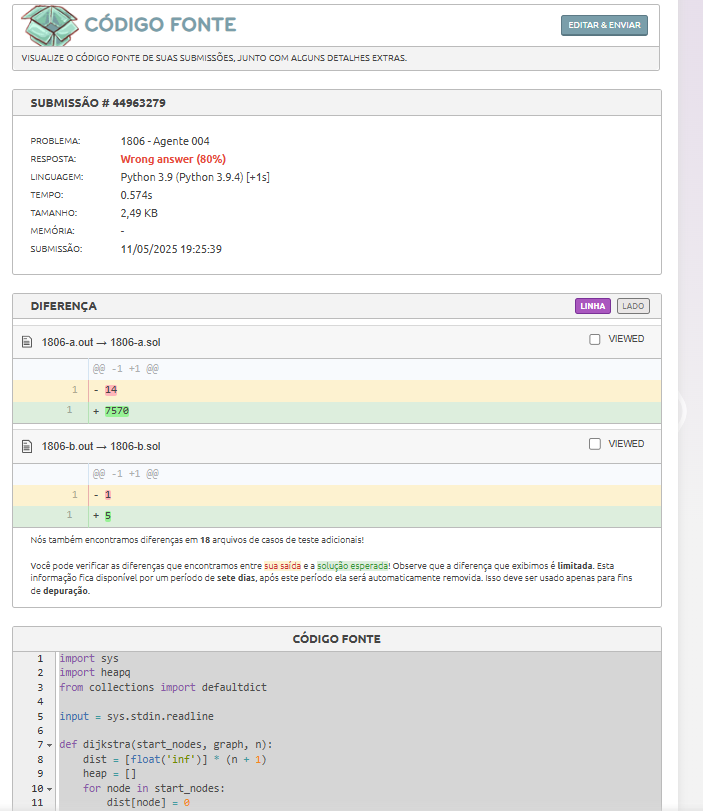 CÓDIGO FONTE
EDITAR & ENVIAR
VISUALIZE O CÓDIGO FONTE DE SUAS SUBMISSÕES, JUNTO COM ALGUNS DETALHES EXTRAS.
SUBMISSÃO # 44963279
PROBLEMA: 1806 - Agente 004
RESPOSTA: Wrong answer (80%)
LINGUAGEM: Python 3.9 (Python 3.9.4) [+1s]
TEMPO: 0.574s
TAMANHO: 2,49 KB
MEMÓRIA: -
SUBMISSÃO: 11/05/2025 19:25:39
DIFERENÇA LINHA LADO
1806-a.out → 1806-a.sol VIEWED
@@ -1 +1 @@
1 - 14
1 + 7570
1806-b.out → 1806-b.sol VIEWED
@@ -1 +1 @@
1 - 1
1 + 5
Nós também encontramos diferenças em 18 arquivos de casos de teste adicionais!
Você pode verificar as diferenças que encontramos entre sua saída e a solução esperada! Observe que a diferença que exibimos é limitada. Esta
informação fica disponível por um período de sete dias, após este período ela será automaticamente removida. Isso deve ser usado apenas para fins
de depuração.
CÓDIGO FONTE
1 import sys
2 import heapq
3 from collections import defaultdict
4
5 input = sys.stdin.readline
6
7 def dijkstra(start_nodes, graph, n):
8     dist = [float('inf')] * (n + 1)
9     heap = []
10     for node in start_nodes:
11         dist[node] = 0